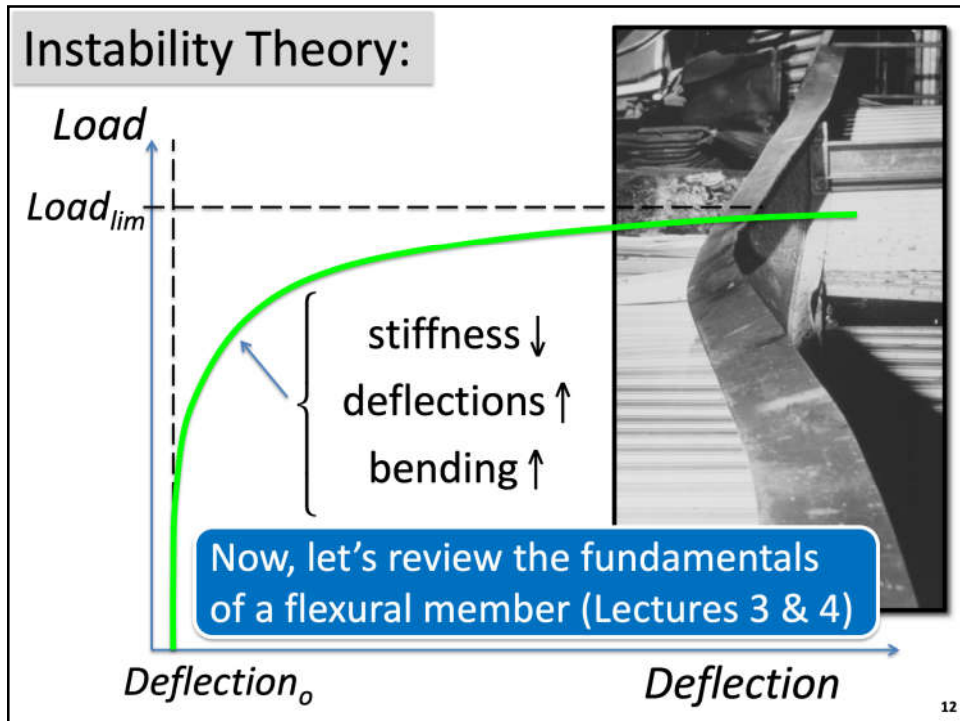 Instability Theory:
Load
Load_lim
stiffness ↓
deflections ↑
bending ↑
Now, let's review the fundamentals
of a flexural member (Lectures 3 & 4)
Deflection_o
Deflection
12